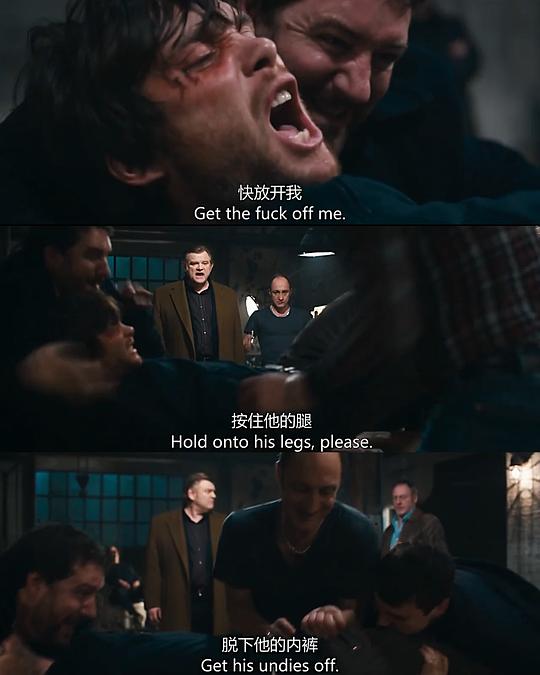 快放开我
Get the fuck off me.
按住他的腿
Hold onto his legs, please.
脱下他的内裤
Get his undies off.